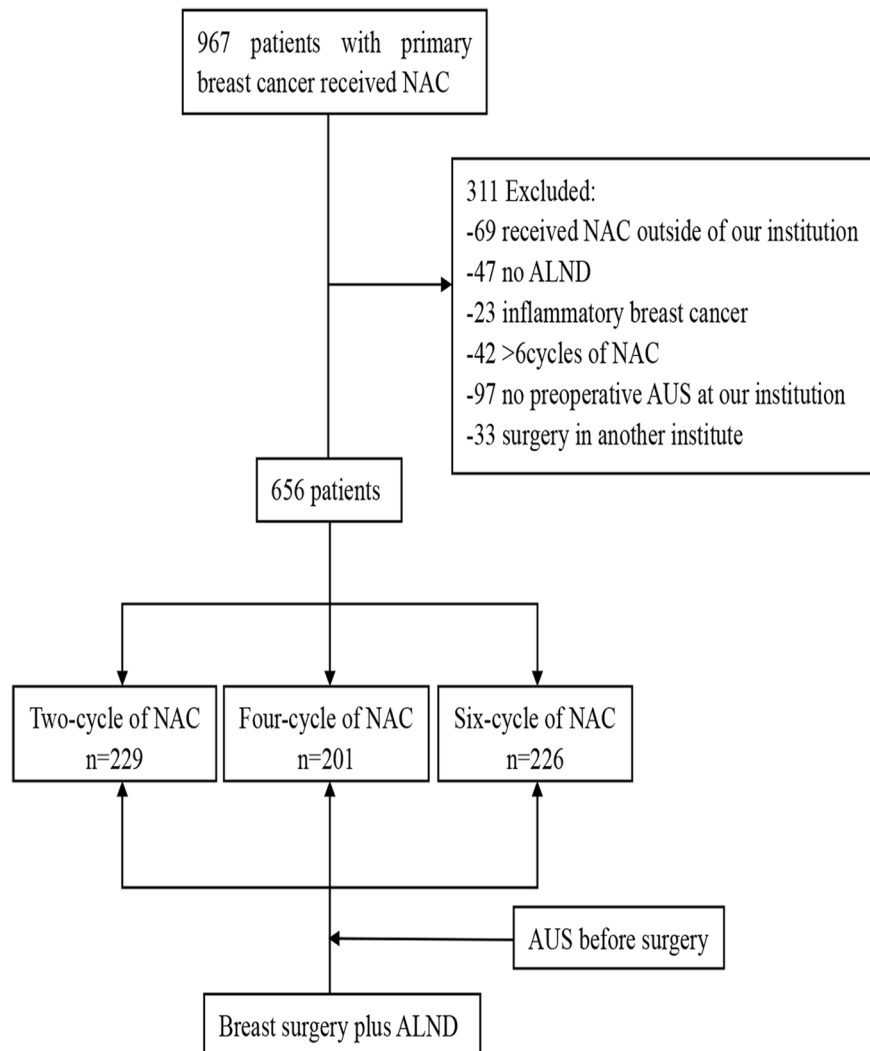 967 patients with primary
breast cancer received NAC
311 Excluded:
-69 received NAC outside of our institution
-47 no ALND
-23 inflammatory breast cancer
-42 >6cycles of NAC
-97 no preoperative AUS at our institution
-33 surgery in another institute
656 patients
Two-cycle of NAC
n=229
Four-cycle of NAC
n=201
Six-cycle of NAC
n=226
AUS before surgery
Breast surgery plus ALND